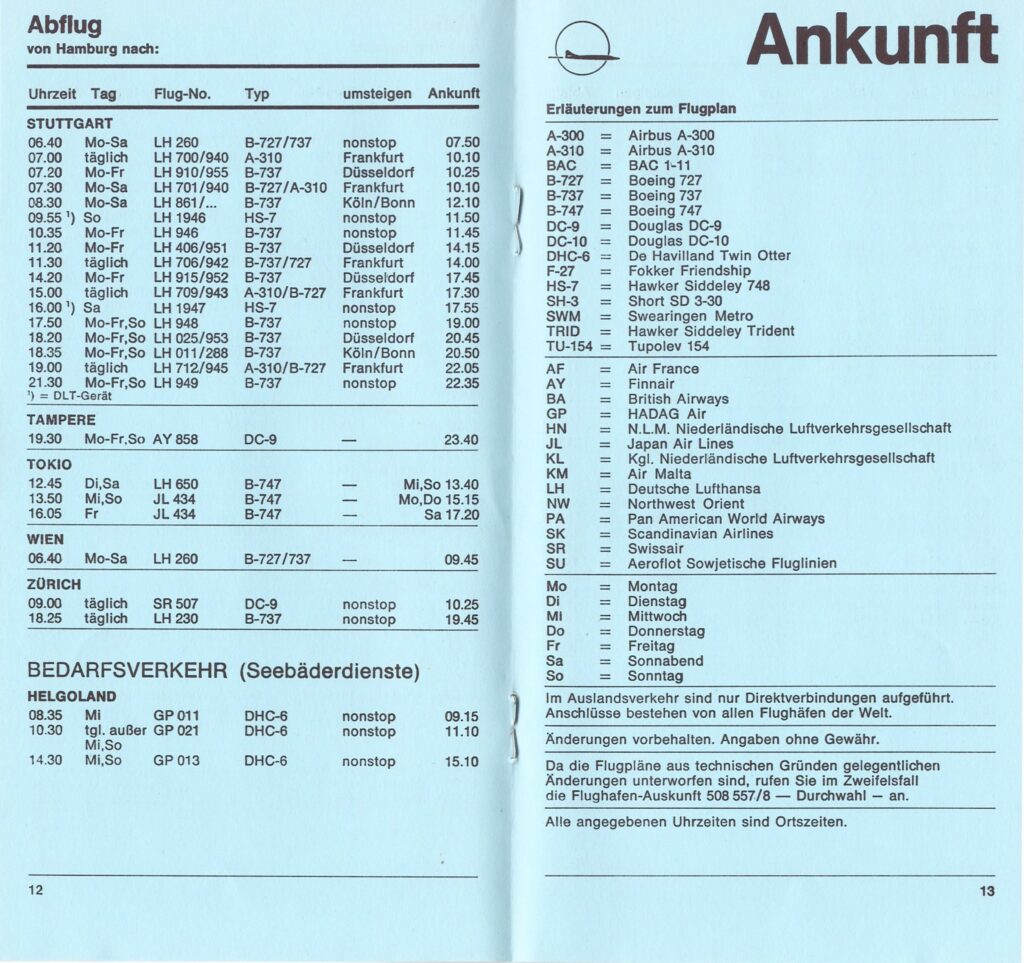 Abflug
von Hamburg nach:
Uhrzeit Tag Flug-No. Typ umsteigen Ankunft
STUTTGART
06.40 Mo-Sa LH 260 B-727/737 nonstop 07.50
07.00 täglich LH 700/940 A-310 Frankfurt 10.10
07.20 Mo-Fr LH 910/955 B-737 Düsseldorf 10.25
07.30 Mo-Sa LH 701/940 B-727/A-310 Frankfurt 10.10
08.30 Mo-Sa LH 861/... B-737 Köln/Bonn 12.10
09.55 ¹) So LH 1946 HS-7 nonstop 11.50
10.35 Mo-Fr LH 946 B-737 nonstop 11.45
11.20 Mo-Fr LH 406/951 B-737 Düsseldorf 14.15
11.30 täglich LH 706/942 B-737/727 Frankfurt 14.00
14.20 Mo-Fr LH 915/952 B-737 Düsseldorf 17.45
15.00 täglich LH 709/943 A-310/B-727 Frankfurt 17.30
16.00 ¹) Sa LH 1947 HS-7 nonstop 17.55
17.50 Mo-Fr,So LH 948 B-737 nonstop 19.00
18.20 Mo-Fr,So LH 025/953 B-737 Düsseldorf 20.45
18.35 Mo-Fr,So LH 011/288 B-737 Köln/Bonn 20.50
19.00 täglich LH 712/945 A-310/B-727 Frankfurt 22.05
21.30 Mo-Fr,So LH 949 B-737 nonstop 22.35
¹) = DLT-Gerät
TAMPERE
19.30 Mo-Fr,So AY 858 DC-9 — 23.40
TOKIO
12.45 Di,Sa LH 650 B-747 — Mi,So 13.40
13.50 Mi,So JL 434 B-747 — Mo,Do 15.15
16.05 Fr JL 434 B-747 — Sa 17.20
WIEN
06.40 Mo-Sa LH 260 B-727/737 — 09.45
ZÜRICH
09.00 täglich SR 507 DC-9 nonstop 10.25
18.25 täglich LH 230 B-737 nonstop 19.45
BEDARFSVERKEHR (Seebäderdienste)
HELGOLAND
08.35 Mi GP 011 DHC-6 nonstop 09.15
10.30 tgl. außer GP 021 DHC-6 nonstop 11.10
Mi,So
14.30 Mi,So GP 013 DHC-6 nonstop 15.10
12
Ankunft
Erläuterungen zum Flugplan
A-300 = Airbus A-300
A-310 = Airbus A-310
BAC = BAC 1-11
B-727 = Boeing 727
B-737 = Boeing 737
B-747 = Boeing 747
DC-9 = Douglas DC-9
DC-10 = Douglas DC-10
DHC-6 = De Havilland Twin Otter
F-27 = Fokker Friendship
HS-7 = Hawker Siddeley 748
SH-3 = Short SD 3-30
SWM = Swearingen Metro
TRID = Hawker Siddeley Trident
TU-154 = Tupolev 154
AF = Air France
AY = Finnair
BA = British Airways
GP = HADAG Air
HN = N.L.M. Niederländische Luftverkehrsgesellschaft
JL = Japan Air Lines
KL = Kgl. Niederländische Luftverkehrsgesellschaft
KM = Air Malta
LH = Deutsche Lufthansa
NW = Northwest Orient
PA = Pan American World Airways
SK = Scandinavian Airlines
SR = Swissair
SU = Aeroflot Sowjetische Fluglinien
Mo = Montag
Di = Dienstag
Mi = Mittwoch
Do = Donnerstag
Fr = Freitag
Sa = Sonnabend
So = Sonntag
Im Auslandsverkehr sind nur Direktverbindungen aufgeführt.
Anschlüsse bestehen von allen Flughäfen der Welt.
Änderungen vorbehalten. Angaben ohne Gewähr.
Da die Flugpläne aus technischen Gründen gelegentlichen
Änderungen unterworfen sind, rufen Sie im Zweifelsfall
die Flughafen-Auskunft 508 557/8 — Durchwahl — an.
Alle angegebenen Uhrzeiten sind Ortszeiten.
13